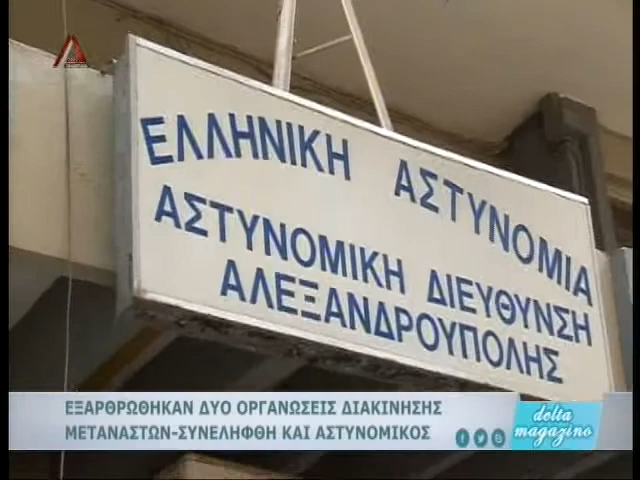 ΕΛΛΗΝΙΚΗ ΑΣΤΥΝΟΜΙΑ
ΑΣΤΥΝΟΜΙΚΗ ΔΙΕΥΘΥΝΣΗ
ΑΛΕΞΑΝΔΡΟΥΠΟΛΗΣ
ΕΞΑΡΘΡΩΘΗΚΑΝ ΔΥΟ ΟΡΓΑΝΩΣΕΙΣ ΔΙΑΚΙΝΗΣΗΣ
ΜΕΤΑΝΑΣΤΩΝ-ΣΥΝΕΛΗΦΘΗ ΚΑΙ ΑΣΤΥΝΟΜΙΚΟΣ
delta
magazino